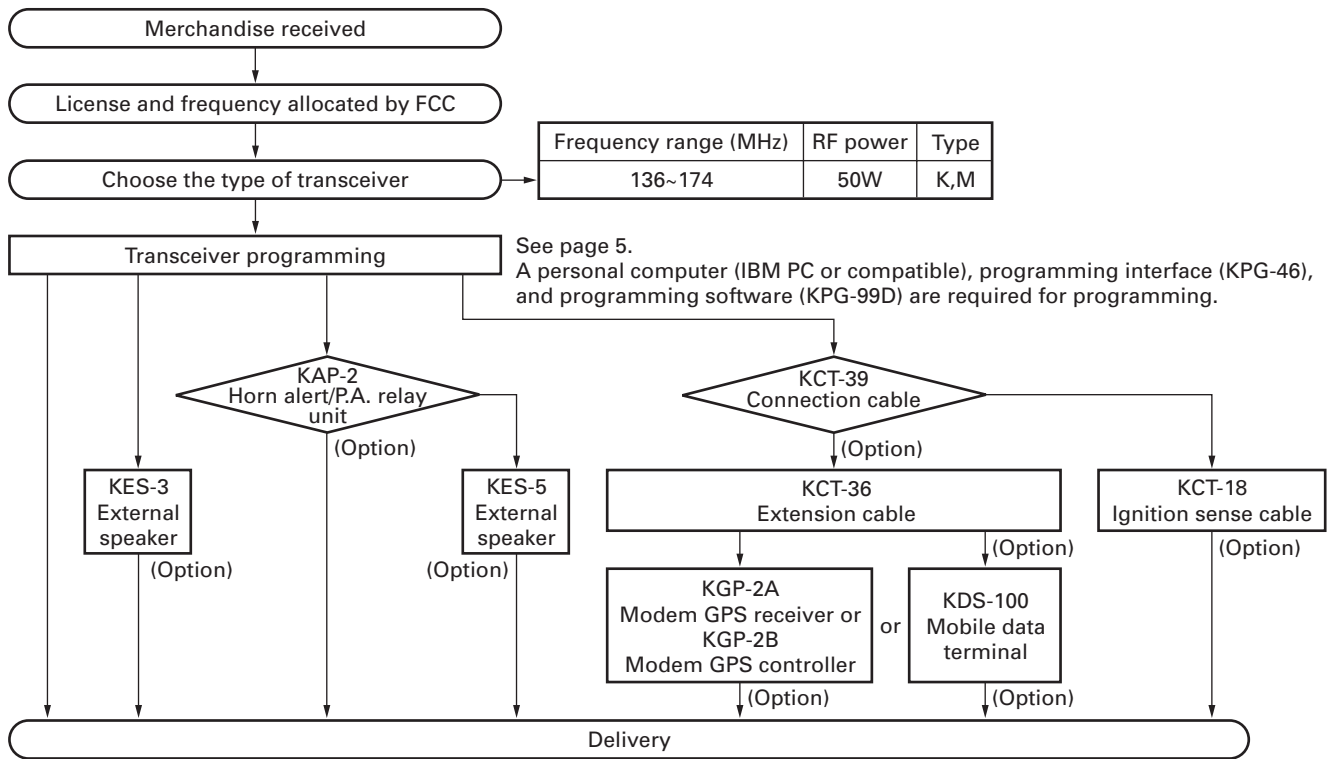 Merchandise received
License and frequency allocated by FCC
Choose the type of transceiver
Frequency range (MHz) RF power Type
136~174 50W K,M
Transceiver programming
See page 5.
A personal computer (IBM PC or compatible), programming interface (KPG-46),
and programming software (KPG-99D) are required for programming.
KAP-2
Horn alert/P.A. relay
unit
(Option)
KCT-39
Connection cable
(Option)
KES-3
External
speaker
(Option)
KES-5
External
speaker
(Option)
KCT-36
Extension cable
(Option)
KCT-18
Ignition sense cable
(Option)
KGP-2A
Modem GPS receiver or
KGP-2B
Modem GPS controller
(Option)
or
KDS-100
Mobile data
terminal
(Option)
Delivery